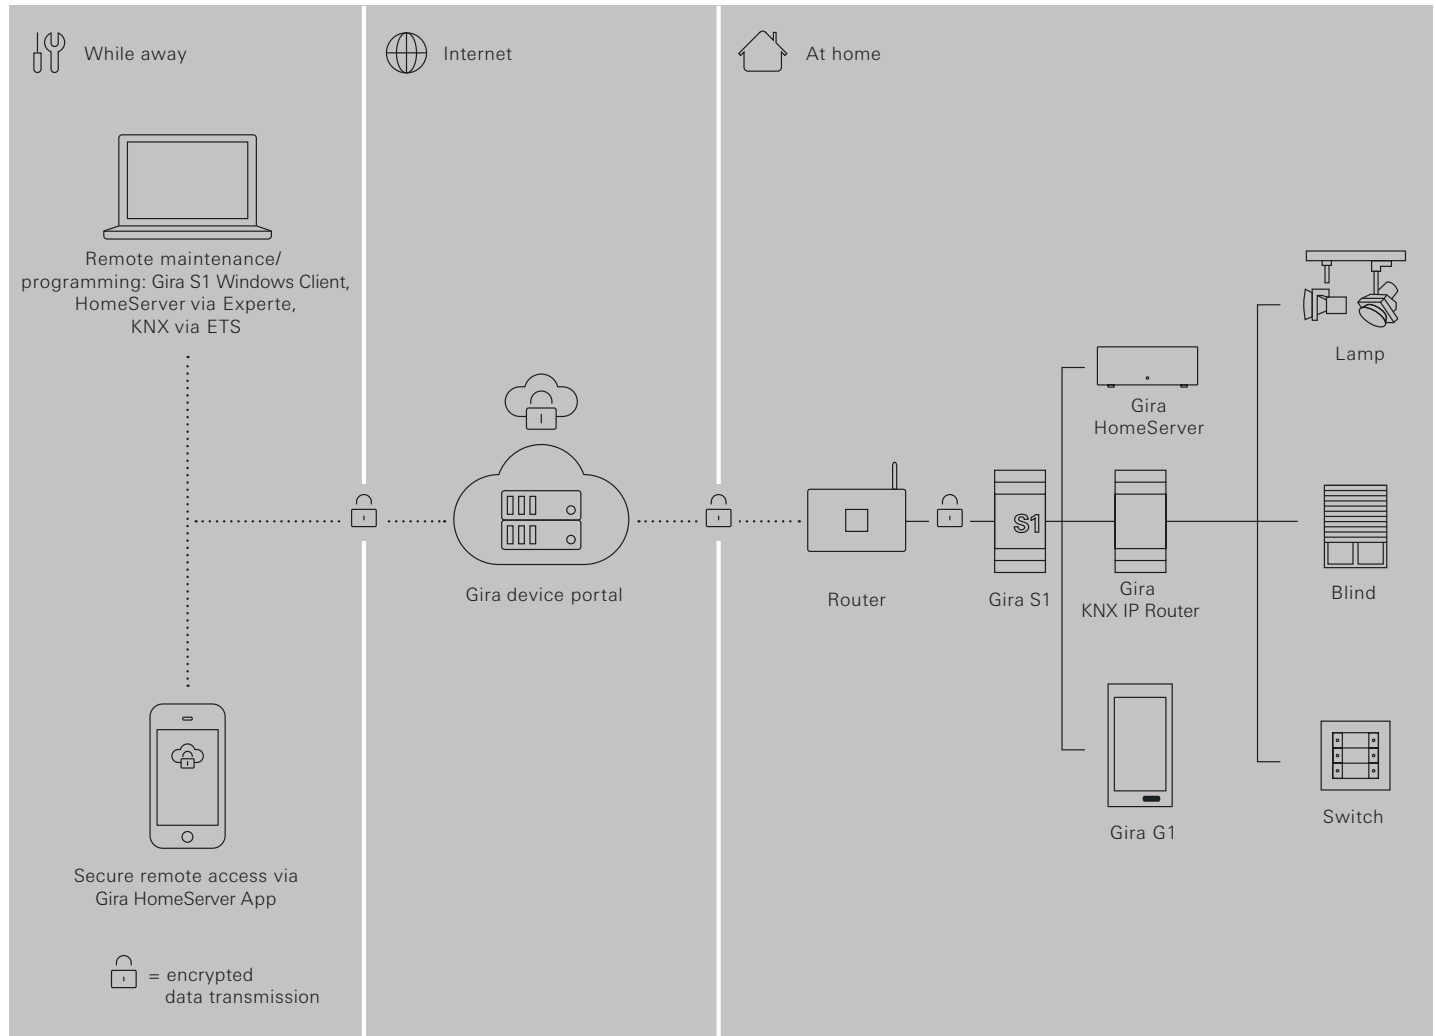 While away
Internet
At home
Remote maintenance/
programming: Gira S1 Windows Client,
HomeServer via Experte,
KNX via ETS
Lamp
Gira
HomeServer
S1
Gira device portal
Router
Gira S1
Gira
KNX IP Router
Blind
Gira G1
Switch
Secure remote access via
Gira HomeServer App
= encrypted
data transmission